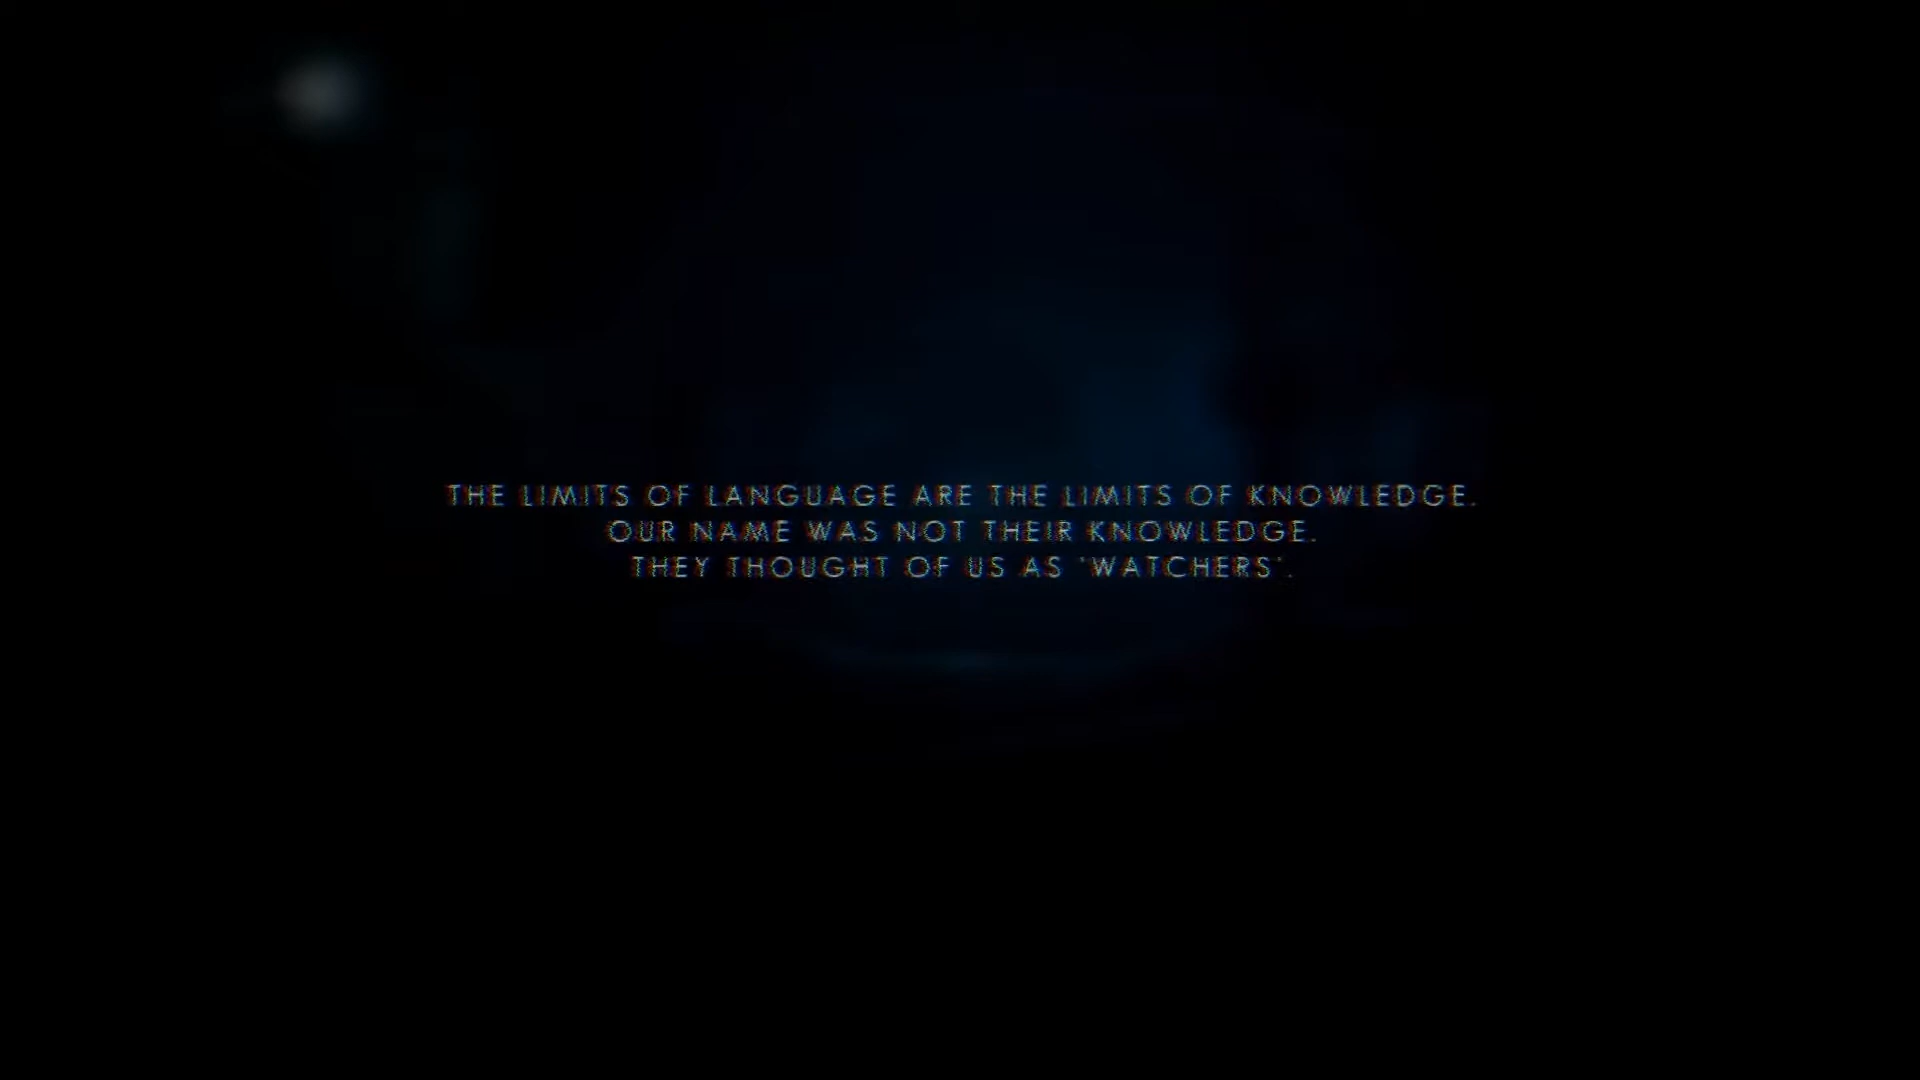 THE LIMITS OF LANGUAGE ARE THE LIMITS OF KNOWLEDGE.
OUR NAME WAS NOT THEIR KNOWLEDGE.
THEY THOUGHT OF US AS 'WATCHERS'.